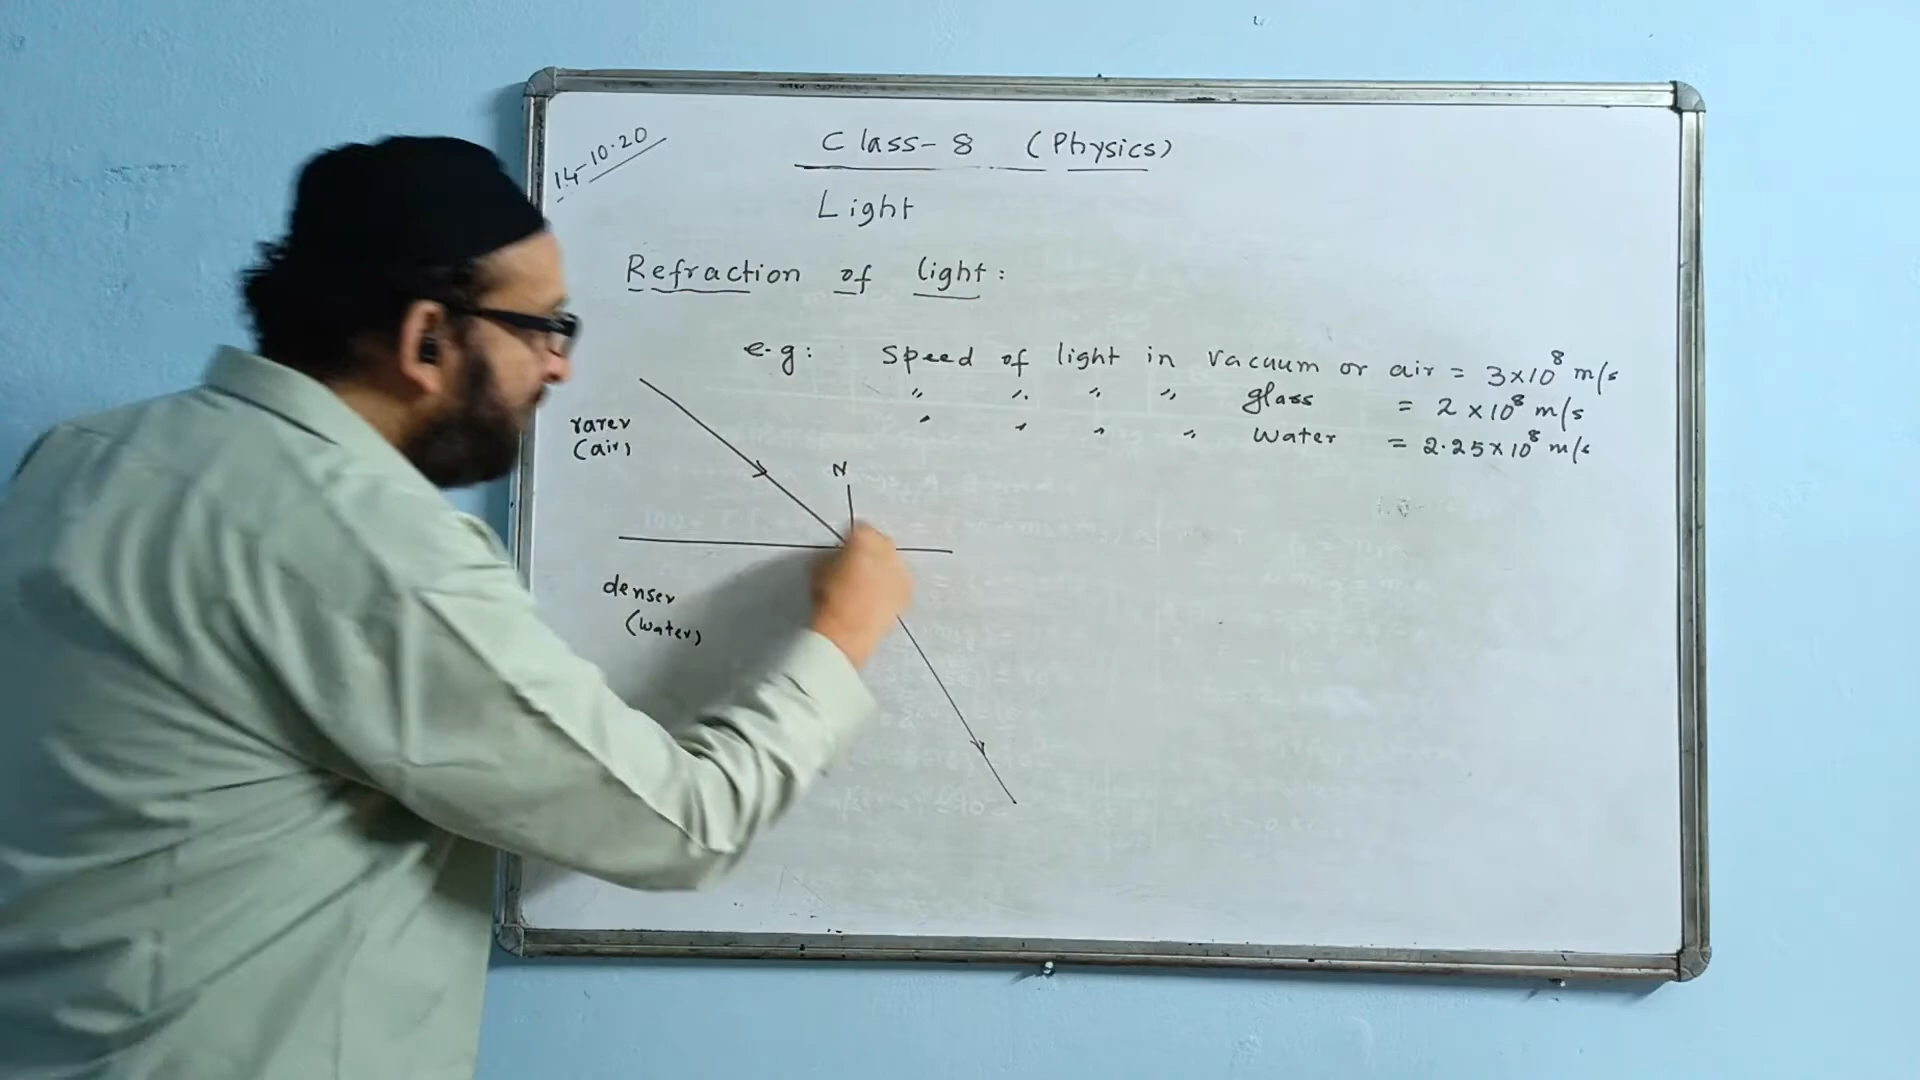 14-10-20
Class-8 (Physics)
Light
Refraction of light:
e.g: Speed of light in vacuum or air = 3×10⁸ m/s
" " " " glass = 2×10⁸ m/s
" " " " water = 2.25×10⁸ m/s
rarer
(air)
N
denser
(water)